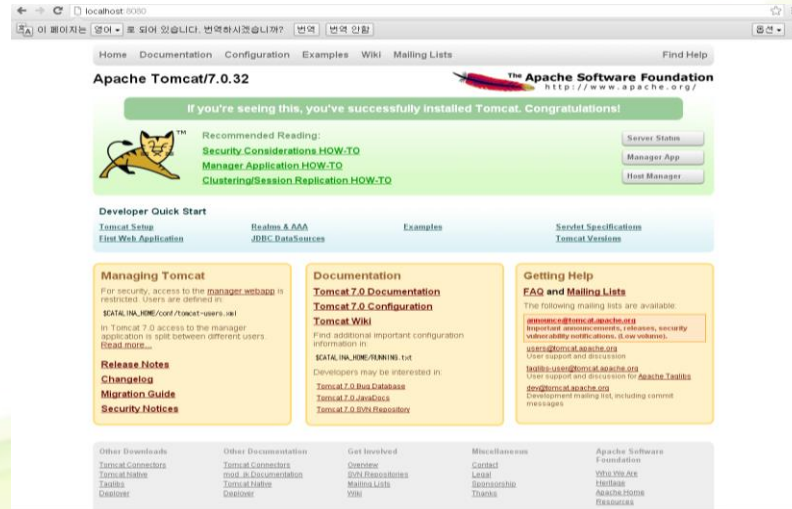 localhost:8080
이 페이지는 영어 로 되어 있습니다. 번역하시겠습니까? 번역 번역 안함 옵션
Home Documentation Configuration Examples Wiki Mailing Lists Find Help
Apache Tomcat/7.0.32
The Apache Software Foundation
http://www.apache.org/
If you're seeing this, you've successfully installed Tomcat. Congratulations!
TM
Recommended Reading:
Security Considerations HOW-TO
Manager Application HOW-TO
Clustering/Session Replication HOW-TO
Server Status
Manager App
Host Manager
Developer Quick Start
Tomcat Setup
First Web Application
Realms & AAA
JDBC DataSources
Examples
Servlet Specifications
Tomcat Versions
Managing Tomcat
For security, access to the manager webapp is
restricted. Users are defined in:
$CATALINA_HOME/conf/tomcat-users.xml
In Tomcat 7.0 access to the manager
application is split between different users.
Read more...
Release Notes
Changelog
Migration Guide
Security Notices
Documentation
Tomcat 7.0 Documentation
Tomcat 7.0 Configuration
Tomcat Wiki
Find additional important configuration
information in:
$CATALINA_HOME/RUNNING.txt
Developers may be interested in:
Tomcat 7.0 Bug Database
Tomcat 7.0 JavaDocs
Tomcat 7.0 SVN Repository
Getting Help
FAQ and Mailing Lists
The following mailing lists are available:
announce@tomcat.apache.org
Important announcements, releases, security
vulnerability notifications. (Low volume).
users@tomcat.apache.org
User support and discussion
taglibs-user@tomcat.apache.org
User support and discussion for Apache Taglibs
dev@tomcat.apache.org
Development mailing list, including commit
messages
Other Downloads
Tomcat Connectors
Tomcat Native
Taglibs
Deployer
Other Documentation
Tomcat Connectors
mod_jk Documentation
Tomcat Native
Deployer
Get Involved
Overview
SVN Repositories
Mailing Lists
Wiki
Miscellaneous
Contact
Legal
Sponsorship
Thanks
Apache Software
Foundation
Who We Are
Heritage
Apache Home
Resources